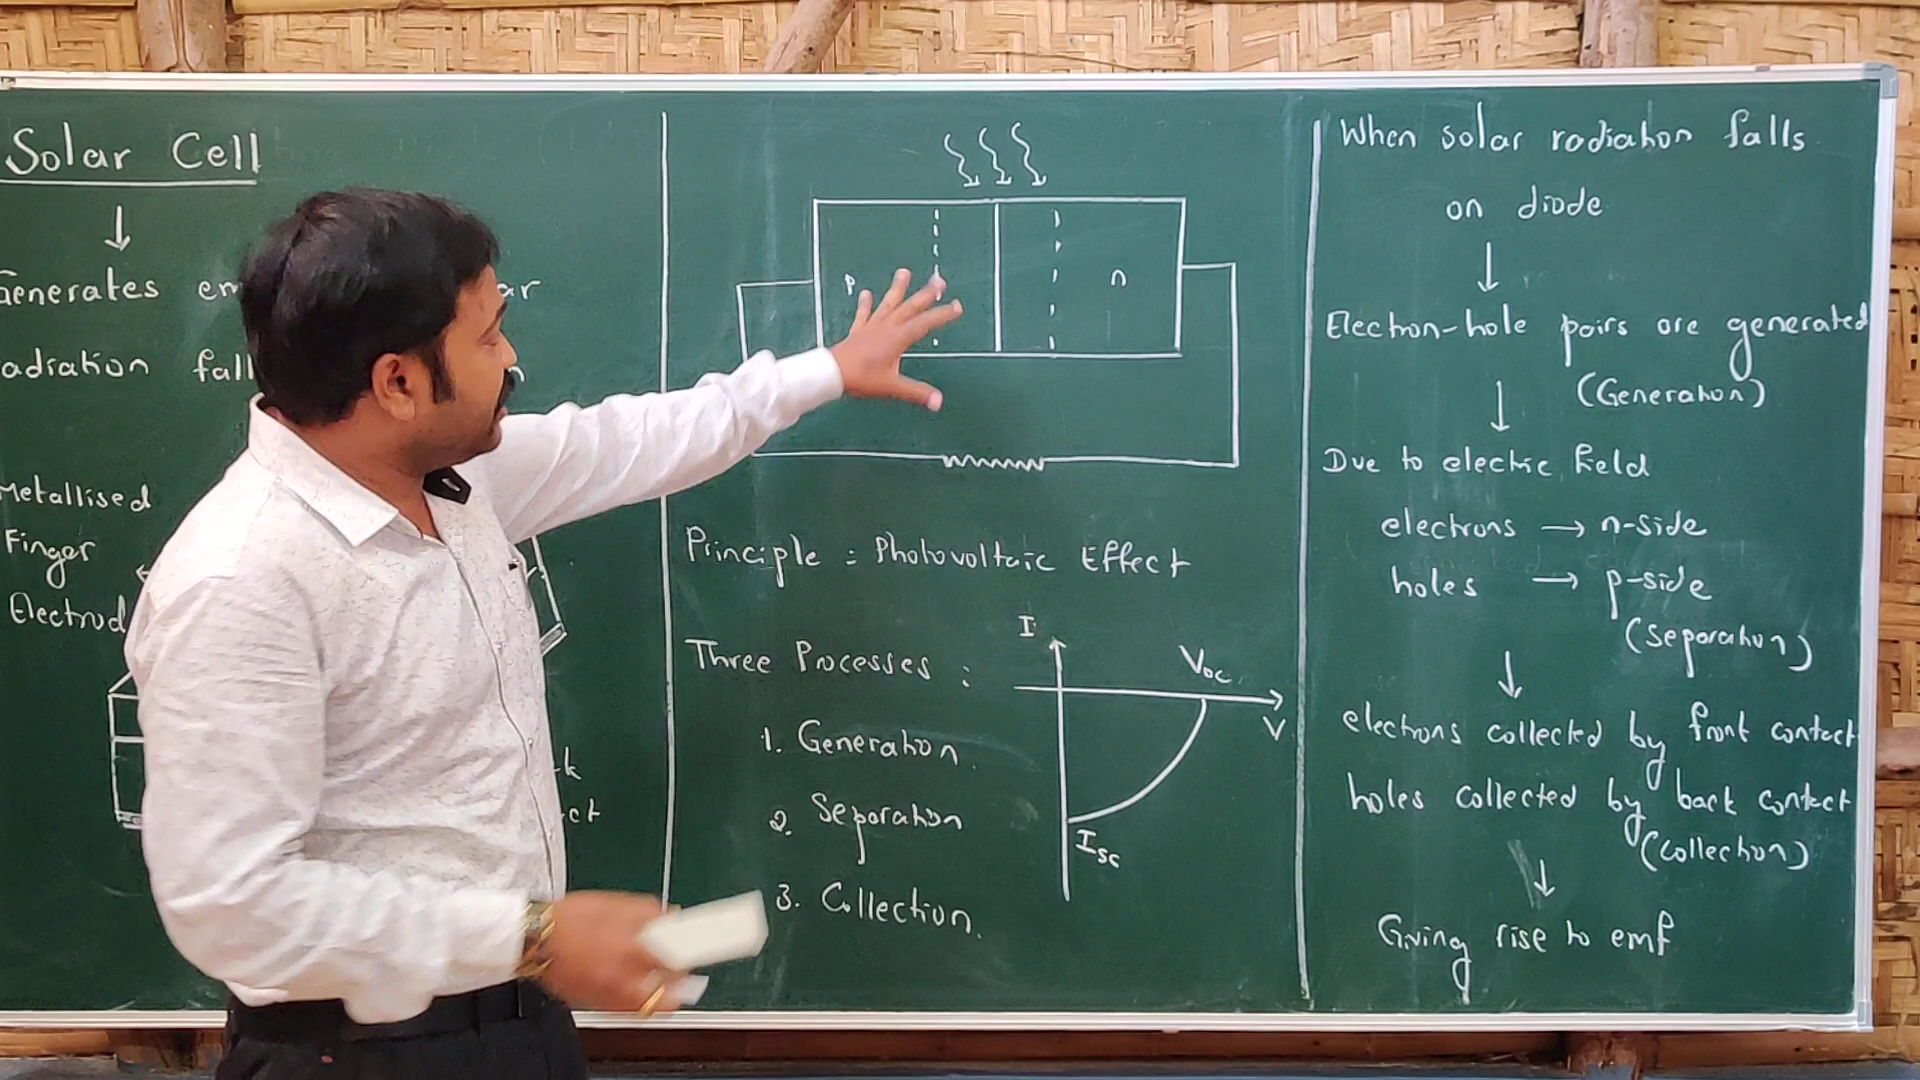 Solar Cell
Generates
radiation
Metallised
Finger
p
n
Principle : Photovoltaic Effect
Three Processes :
1. Generation
2. Separation
3. Collection
I
Voc
V
Isc
When solar radiation falls
on diode
Electron-hole pairs are generated
(Generation)
Due to electric field
electrons → n-side
holes → p-side
(Separation)
electrons collected by front contact
holes collected by back contact
(Collection)
Giving rise to emf